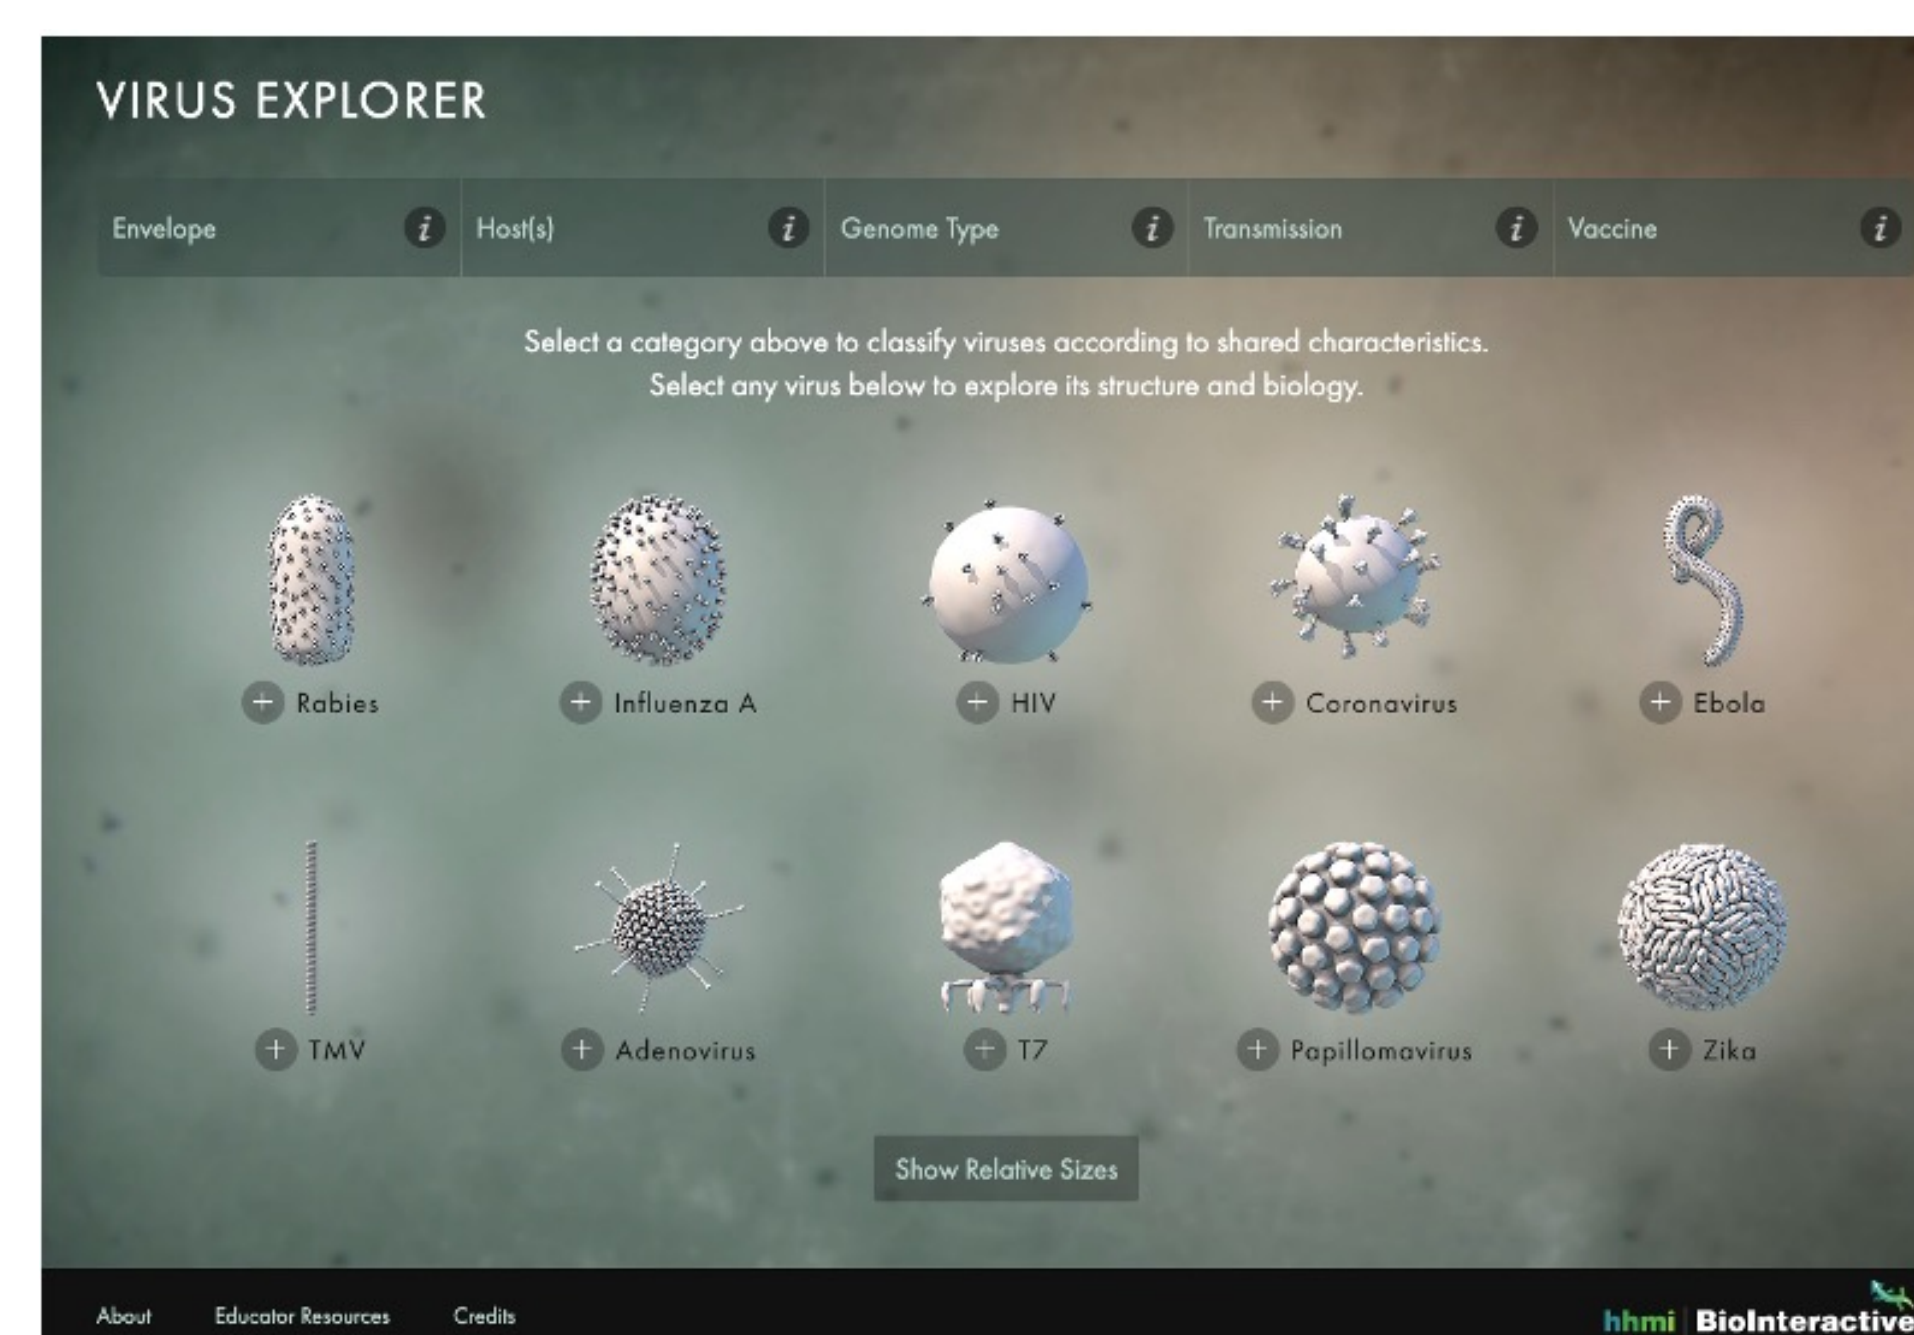 VIRUS EXPLORER
Envelope i Host(s) i Genome Type i Transmission i Vaccine i
Select a category above to classify viruses according to shared characteristics.
Select any virus below to explore its structure and biology.
+ Rabies + Influenza A + HIV + Coronavirus + Ebola
+ TMV + Adenovirus + T7 + Papillomavirus + Zika
Show Relative Sizes
About Educator Resources Credits hhmi BioInteractive